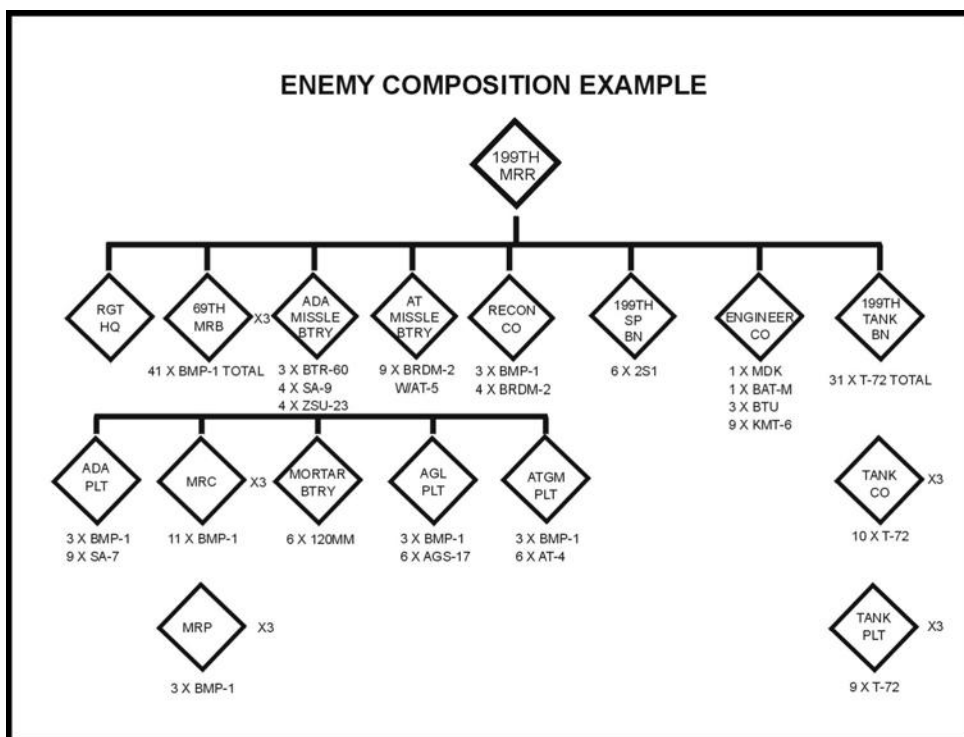 ENEMY COMPOSITION EXAMPLE
199TH
MRR
RGT
HQ
69TH
MRB
X3
ADA
MISSLE
BTRY
AT
MISSLE
BTRY
RECON
CO
199TH
SP
BN
ENGINEER
CO
199TH
TANK
BN
41 X BMP-1 TOTAL
3 X BTR-60
4 X SA-9
4 X ZSU-23
9 X BRDM-2
W/AT-5
3 X BMP-1
4 X BRDM-2
6 X 2S1
1 X MDK
1 X BAT-M
3 X BTU
9 X KMT-6
31 X T-72 TOTAL
ADA
PLT
MRC
X3
MORTAR
BTRY
AGL
PLT
ATGM
PLT
TANK
CO
X3
3 X BMP-1
9 X SA-7
11 X BMP-1
6 X 120MM
3 X BMP-1
6 X AGS-17
3 X BMP-1
6 X AT-4
10 X T-72
MRP
X3
TANK
PLT
X3
3 X BMP-1
9 X T-72